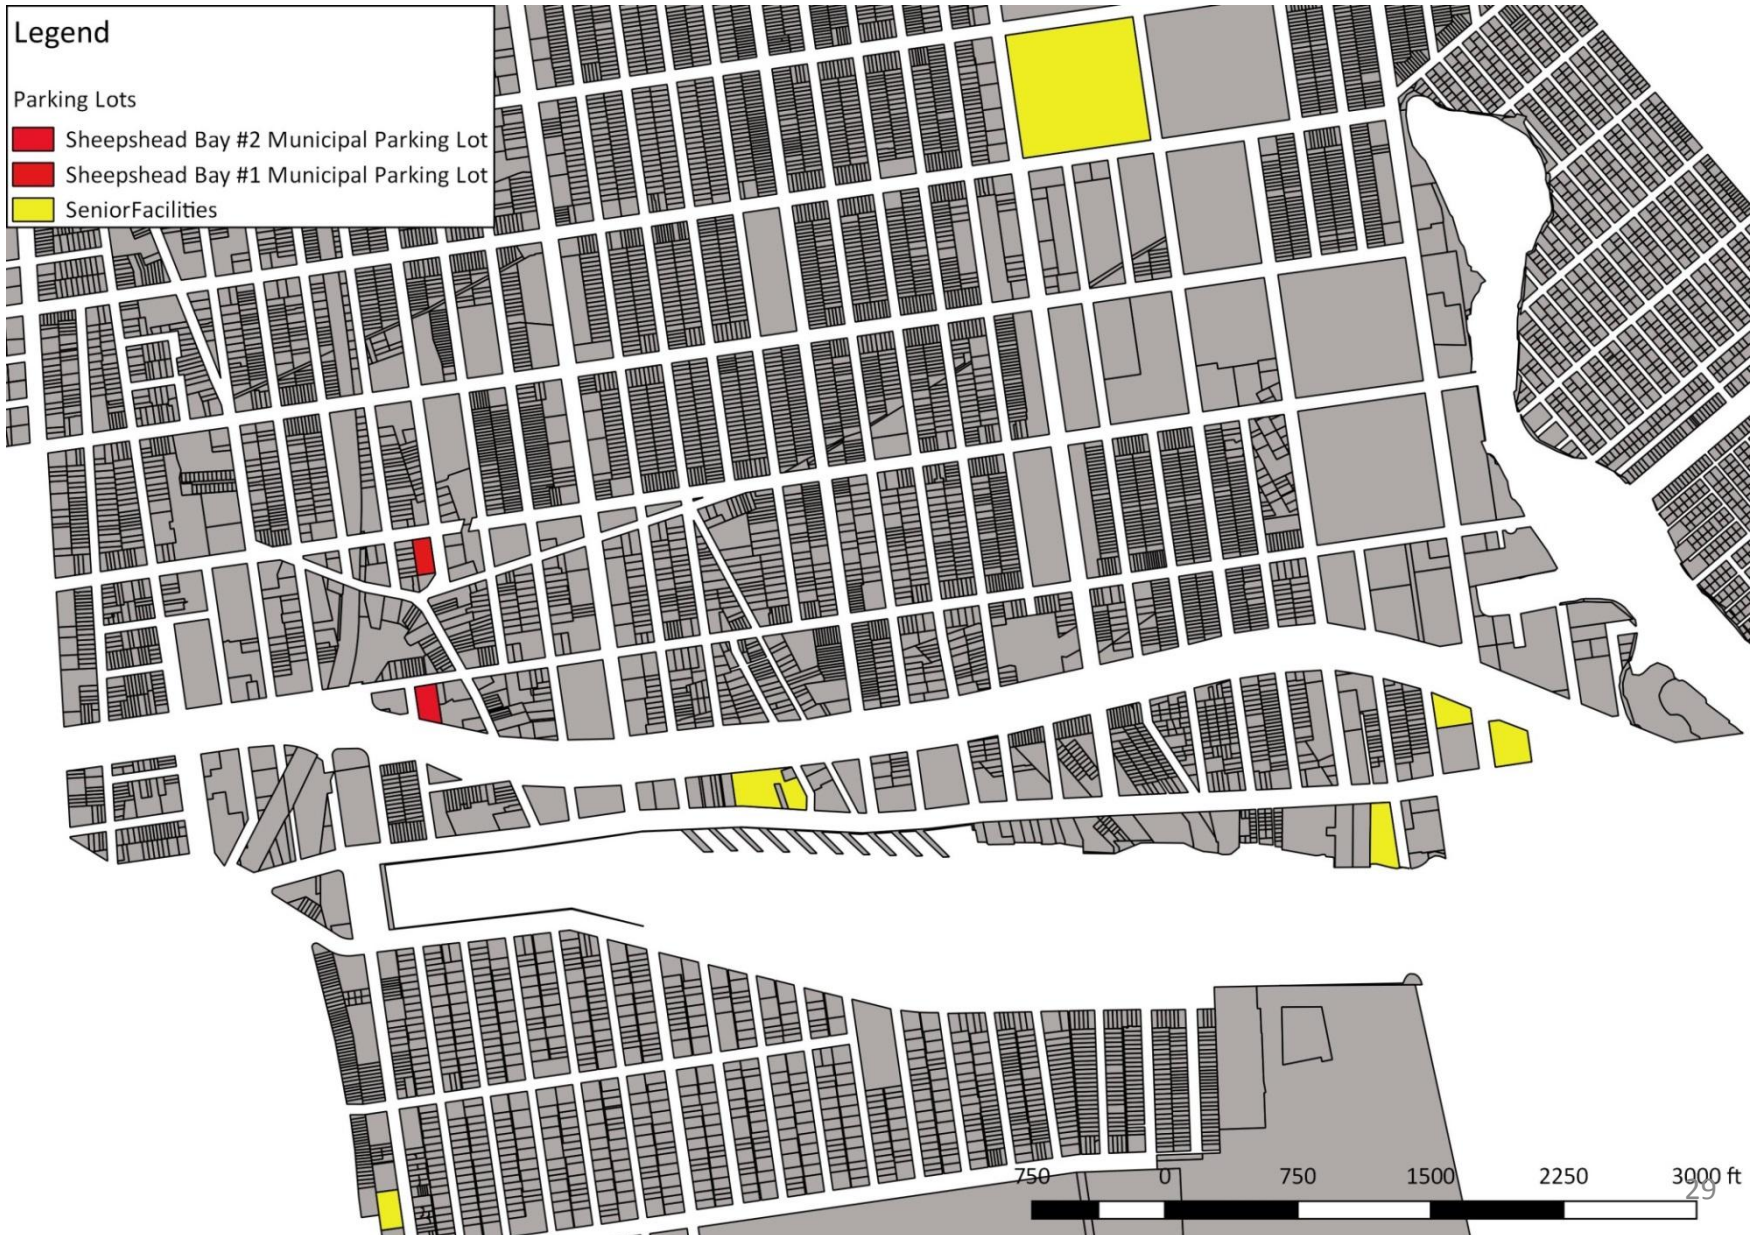 Legend
Parking Lots
Sheepshead Bay #2 Municipal Parking Lot
Sheepshead Bay #1 Municipal Parking Lot
SeniorFacilities
750 0 750 1500 2250 3000 ft
29